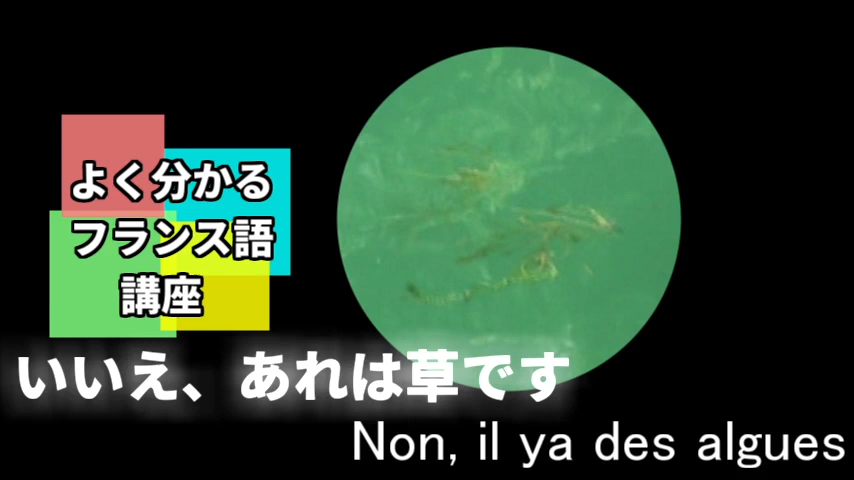 よく分かる
フランス語
講座
いいえ、あれは草です
Non, il ya des algues